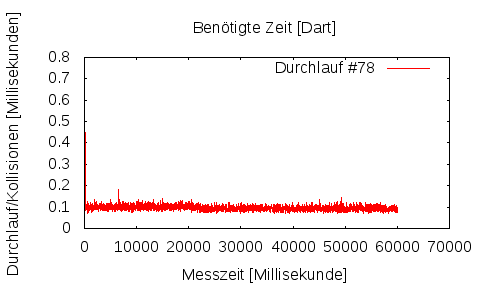 Benötigte Zeit [Dart]
Durchlauf/Kollisionen [Millisekunden]
Durchlauf #78
0.8
0.7
0.6
0.5
0.4
0.3
0.2
0.1
0
0 10000 20000 30000 40000 50000 60000 70000
Messzeit [Millisekunde]